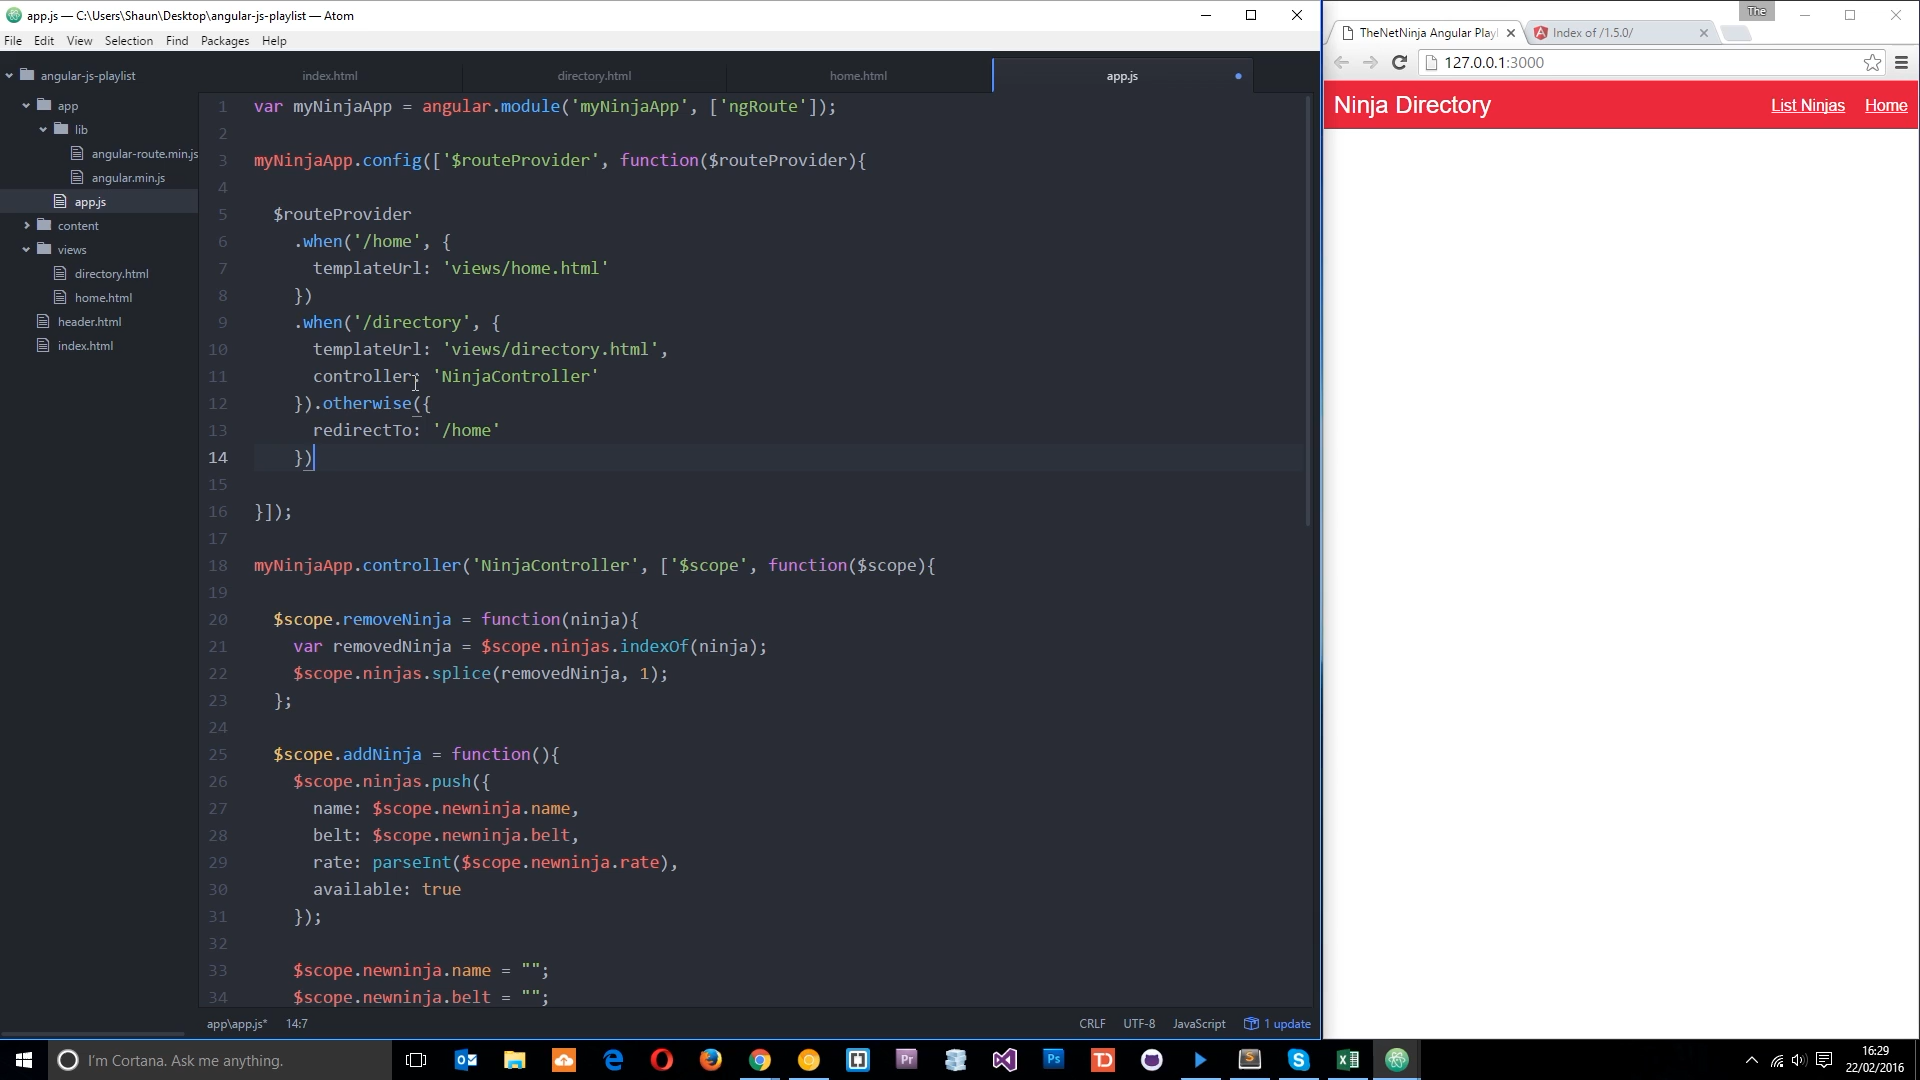 app.js — C:\Users\Shaun\Desktop\angular-js-playlist — Atom
File Edit View Selection Find Packages Help
angular-js-playlist
app
lib
angular-route.min.js
angular.min.js
app.js
content
views
directory.html
home.html
header.html
index.html
index.html directory.html home.html app.js
1 var myNinjaApp = angular.module('myNinjaApp', ['ngRoute']);
2
3 myNinjaApp.config(['$routeProvider', function($routeProvider){
4
5 $routeProvider
6 .when('/home', {
7 templateUrl: 'views/home.html'
8 })
9 .when('/directory', {
10 templateUrl: 'views/directory.html',
11 controller: 'NinjaController'
12 }).otherwise({
13 redirectTo: '/home'
14 })
15
16 }]);
17
18 myNinjaApp.controller('NinjaController', ['$scope', function($scope){
19
20 $scope.removeNinja = function(ninja){
21 var removedNinja = $scope.ninjas.indexOf(ninja);
22 $scope.ninjas.splice(removedNinja, 1);
23 };
24
25 $scope.addNinja = function(){
26 $scope.ninjas.push({
27 name: $scope.newninja.name,
28 belt: $scope.newninja.belt,
29 rate: parseInt($scope.newninja.rate),
30 available: true
31 });
32
33 $scope.newninja.name = "";
34 $scope.newninja.belt = "";
app\app.js* 14:7 CRLF UTF-8 JavaScript 1 update
The
TheNetNinja Angular Play Index of /1.5.0/
127.0.0.1:3000
Ninja Directory List Ninjas Home
I'm Cortana. Ask me anything.
Pr
Ps
TD
16:29
22/02/2016